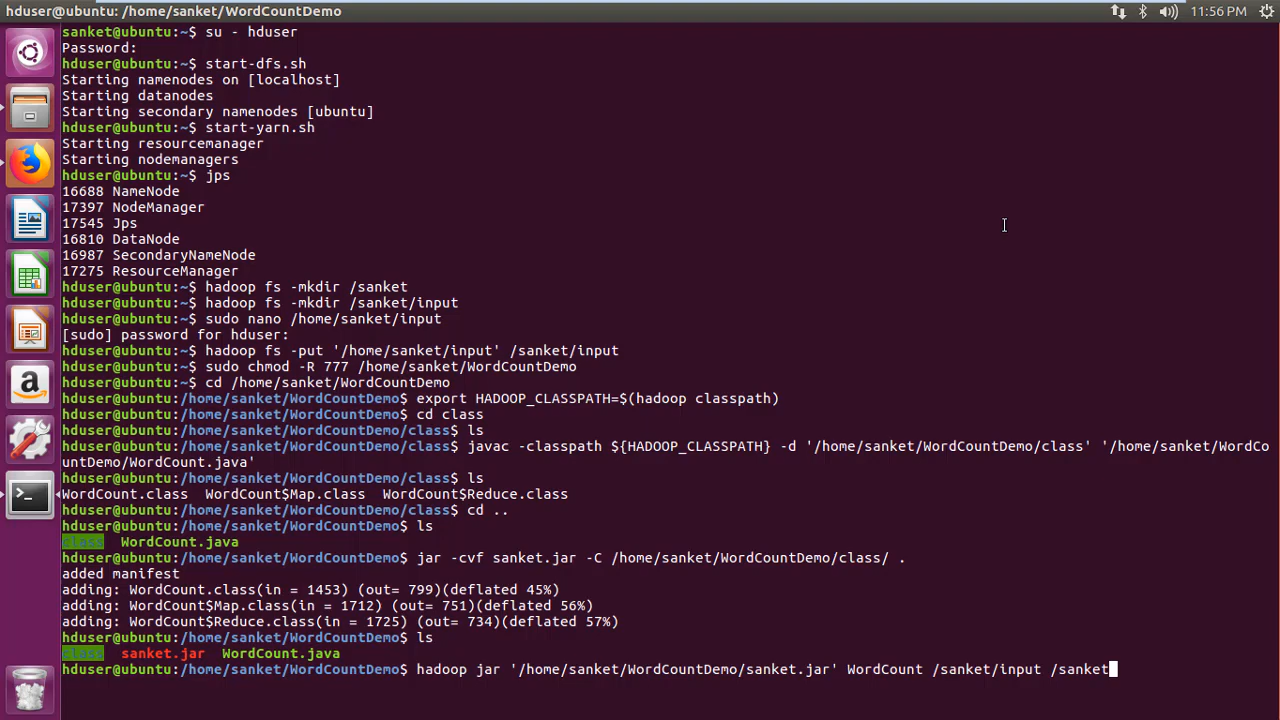 hduser@ubuntu: /home/sanket/WordCountDemo
11:56 PM
sanket@ubuntu:~$ su - hduser
Password:
hduser@ubuntu:~$ start-dfs.sh
Starting namenodes on [localhost]
Starting datanodes
Starting secondary namenodes [ubuntu]
hduser@ubuntu:~$ start-yarn.sh
Starting resourcemanager
Starting nodemanagers
hduser@ubuntu:~$ jps
16688 NameNode
17397 NodeManager
17545 Jps
16810 DataNode
16987 SecondaryNameNode
17275 ResourceManager
hduser@ubuntu:~$ hadoop fs -mkdir /sanket
hduser@ubuntu:~$ hadoop fs -mkdir /sanket/input
hduser@ubuntu:~$ sudo nano /home/sanket/input
[sudo] password for hduser:
hduser@ubuntu:~$ hadoop fs -put '/home/sanket/input' /sanket/input
hduser@ubuntu:~$ sudo chmod -R 777 /home/sanket/WordCountDemo
hduser@ubuntu:~$ cd /home/sanket/WordCountDemo
hduser@ubuntu:/home/sanket/WordCountDemo$ export HADOOP_CLASSPATH=$(hadoop classpath)
hduser@ubuntu:/home/sanket/WordCountDemo$ cd class
hduser@ubuntu:/home/sanket/WordCountDemo/class$ ls
hduser@ubuntu:/home/sanket/WordCountDemo/class$ javac -classpath ${HADOOP_CLASSPATH} -d '/home/sanket/WordCountDemo/class' '/home/sanket/WordCo
untDemo/WordCount.java'
hduser@ubuntu:/home/sanket/WordCountDemo/class$ ls
WordCount.class  WordCount$Map.class  WordCount$Reduce.class
hduser@ubuntu:/home/sanket/WordCountDemo/class$ cd ..
hduser@ubuntu:/home/sanket/WordCountDemo$ ls
class  WordCount.java
hduser@ubuntu:/home/sanket/WordCountDemo$ jar -cvf sanket.jar -C /home/sanket/WordCountDemo/class/ .
added manifest
adding: WordCount.class(in = 1453) (out= 799)(deflated 45%)
adding: WordCount$Map.class(in = 1712) (out= 751)(deflated 56%)
adding: WordCount$Reduce.class(in = 1725) (out= 734)(deflated 57%)
hduser@ubuntu:/home/sanket/WordCountDemo$ ls
class  sanket.jar  WordCount.java
hduser@ubuntu:/home/sanket/WordCountDemo$ hadoop jar '/home/sanket/WordCountDemo/sanket.jar' WordCount /sanket/input /sanket